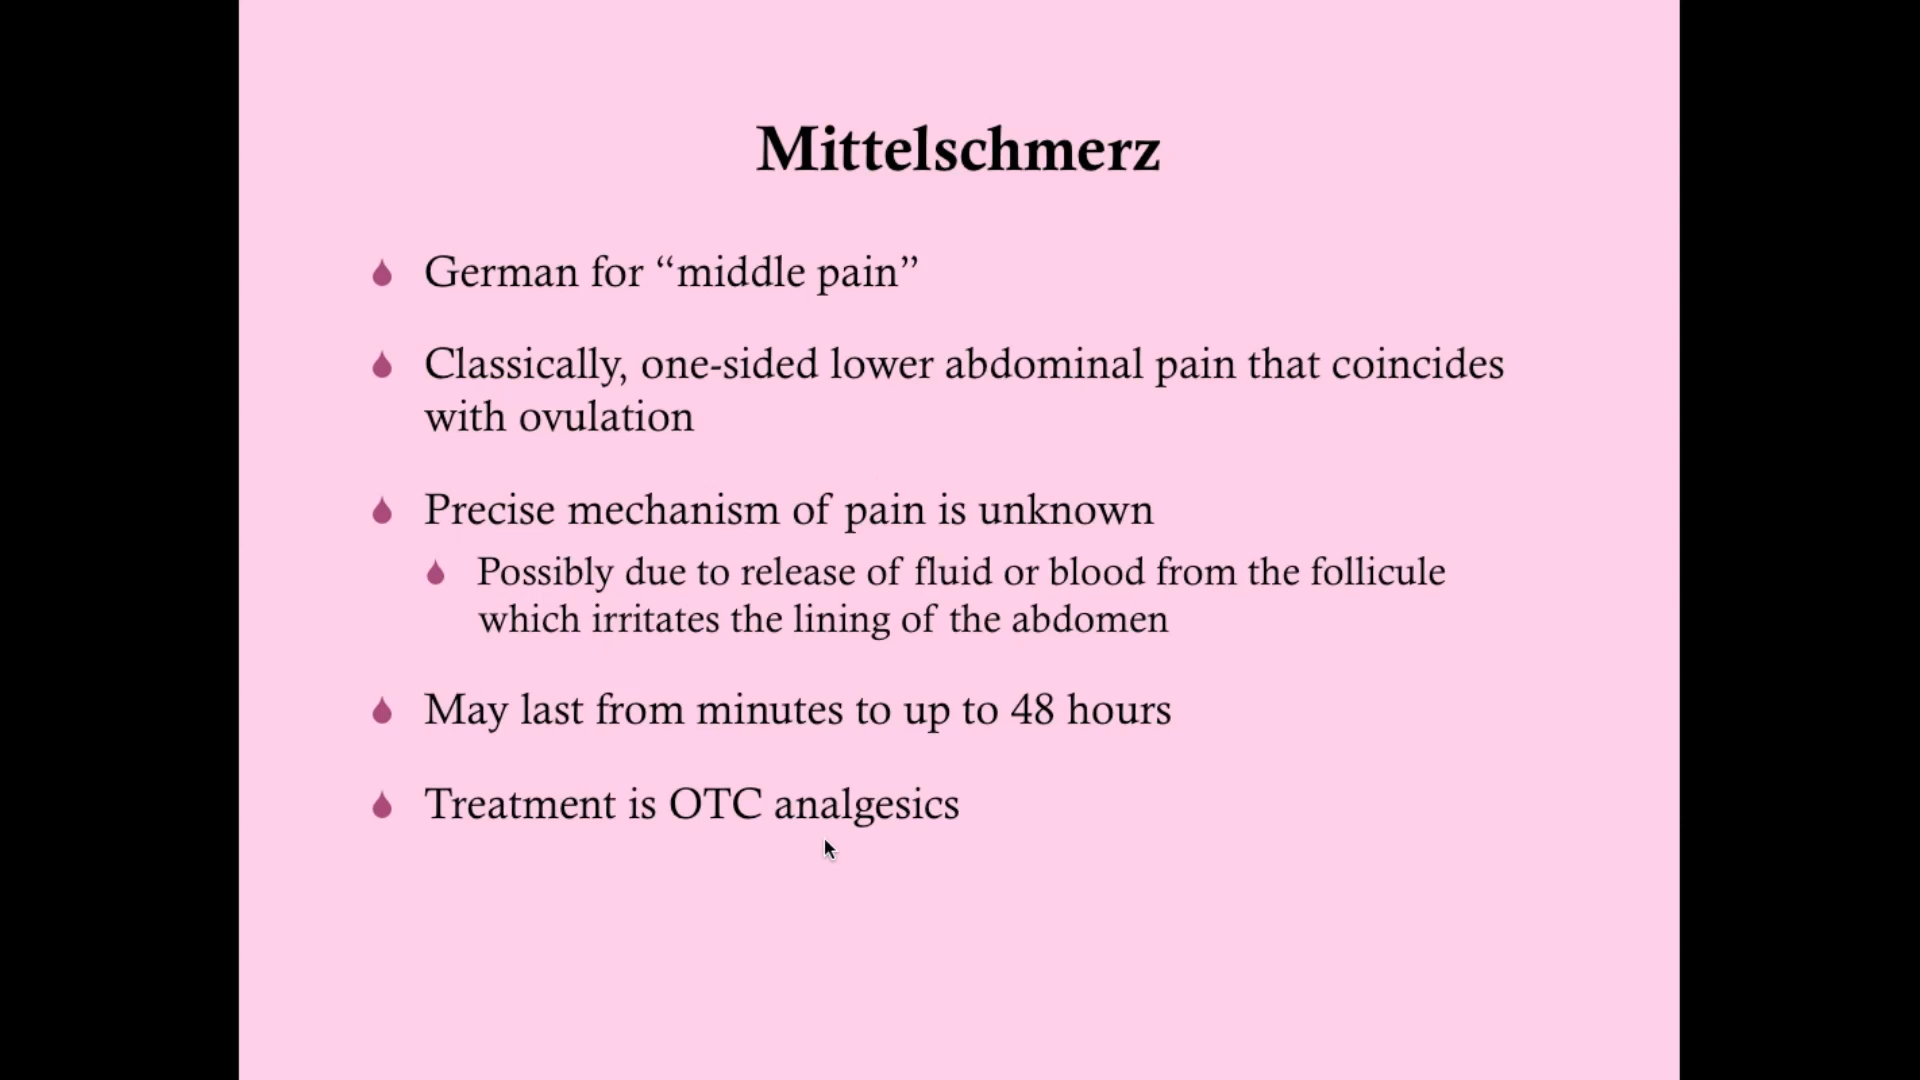 Mittelschmerz
German for “middle pain”
Classically, one-sided lower abdominal pain that coincides
with ovulation
Precise mechanism of pain is unknown
Possibly due to release of fluid or blood from the follicule
which irritates the lining of the abdomen
May last from minutes to up to 48 hours
Treatment is OTC analgesics